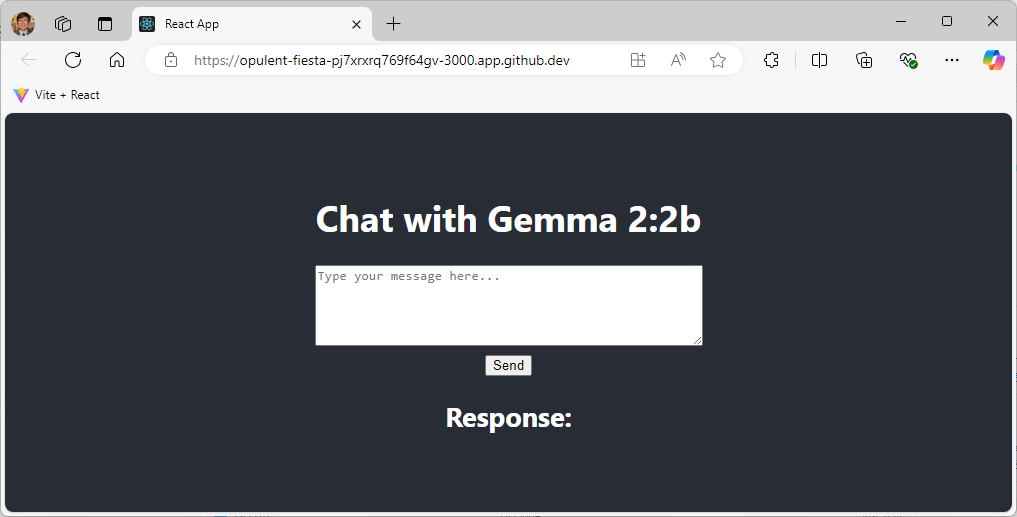 React App
https://opulent-fiesta-pj7xrxrq769f64gv-3000.app.github.dev
Vite + React
Chat with Gemma 2:2b
Type your message here...
Send
Response: